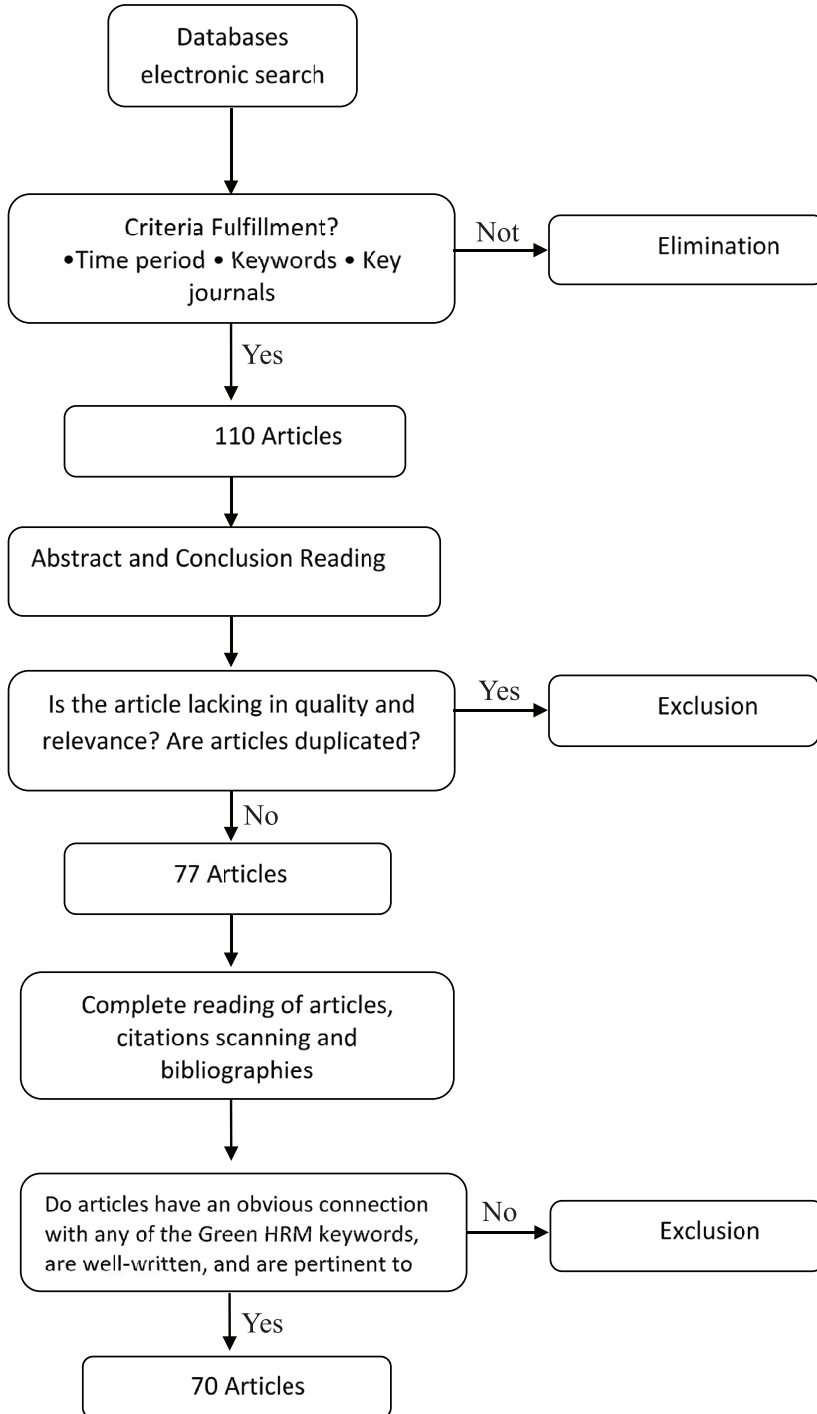 Databases
electronic search
Criteria Fulfillment?
•Time period • Keywords • Key
journals
Not
Elimination
Yes
110 Articles
Abstract and Conclusion Reading
Is the article lacking in quality and
relevance? Are articles duplicated?
Yes
Exclusion
No
77 Articles
Complete reading of articles,
citations scanning and
bibliographies
Do articles have an obvious connection
with any of the Green HRM keywords,
are well-written, and are pertinent to
No
Exclusion
Yes
70 Articles